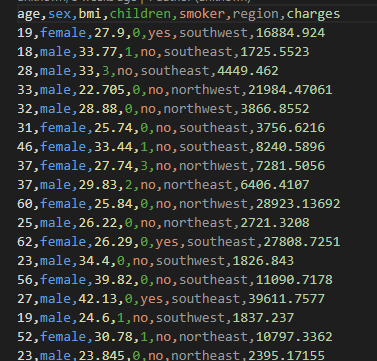 age,sex,bmi,children,smoker,region,charges
19,female,27.9,0,yes,southwest,16884.924
18,male,33.77,1,no,southeast,1725.5523
28,male,33,3,no,southeast,4449.462
33,male,22.705,0,no,northwest,21984.47061
32,male,28.88,0,no,northwest,3866.8552
31,female,25.74,0,no,southeast,3756.6216
46,female,33.44,1,no,southeast,8240.5896
37,female,27.74,3,no,northwest,7281.5056
37,male,29.83,2,no,northeast,6406.4107
60,female,25.84,0,no,northwest,28923.13692
25,male,26.22,0,no,northeast,2721.3208
62,female,26.29,0,yes,southeast,27808.7251
23,male,34.4,0,no,southwest,1826.843
56,female,39.82,0,no,southeast,11090.7178
27,male,42.13,0,yes,southeast,39611.7577
19,male,24.6,1,no,southwest,1837.237
52,female,30.78,1,no,northeast,10797.3362
23,male,23.845,0,no,northeast,2395.17155